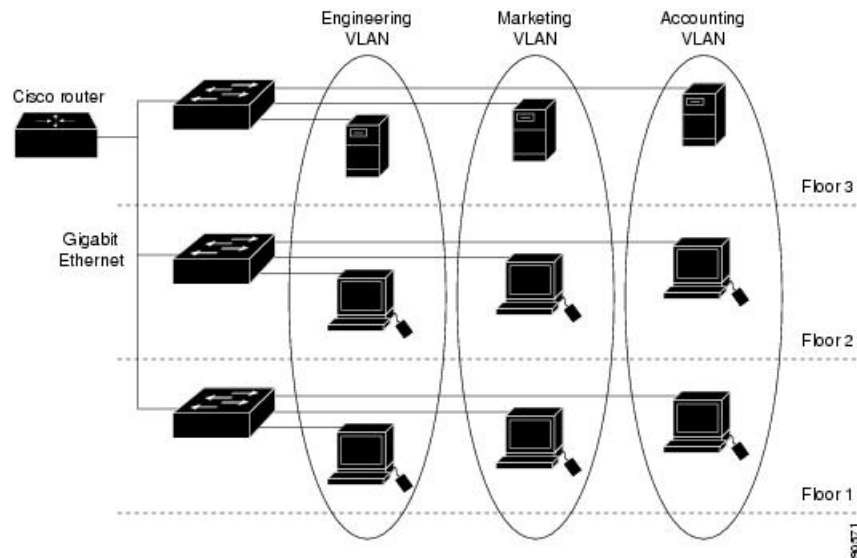 Engineering
VLAN
Marketing
VLAN
Accounting
VLAN
Cisco router
Floor 3
Gigabit
Ethernet
Floor 2
Floor 1